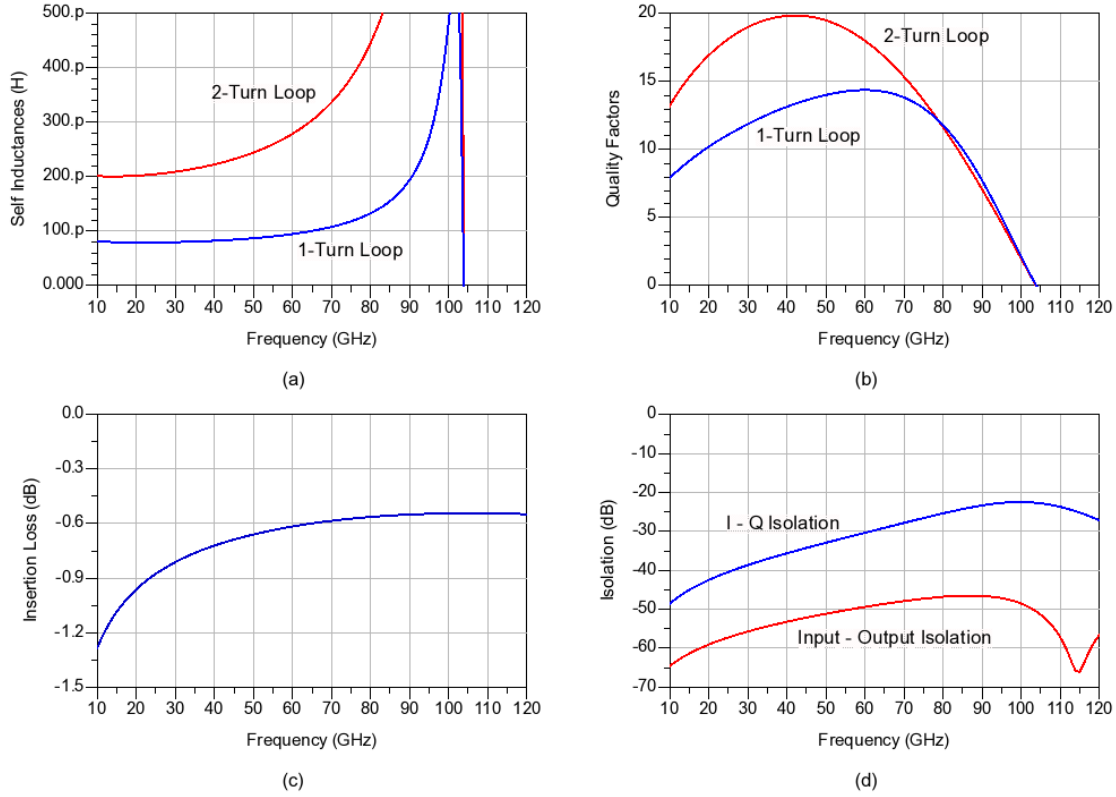 500.p
400.p
300.p
200.p
100.p
0.000
Self Inductances (H)
2-Turn Loop
1-Turn Loop
10 20 30 40 50 60 70 80 90 100 110 120
Frequency (GHz)
(a)
20
15
10
5
0
Quality Factors
2-Turn Loop
1-Turn Loop
10 20 30 40 50 60 70 80 90 100 110 120
Frequency (GHz)
(b)
0.0
-0.3
-0.6
-0.9
-1.2
-1.5
Insertion Loss (dB)
10 20 30 40 50 60 70 80 90 100 110 120
Frequency (GHz)
(c)
0
-10
-20
-30
-40
-50
-60
-70
Isolation (dB)
I - Q Isolation
Input - Output Isolation
10 20 30 40 50 60 70 80 90 100 110 120
Frequency (GHz)
(d)